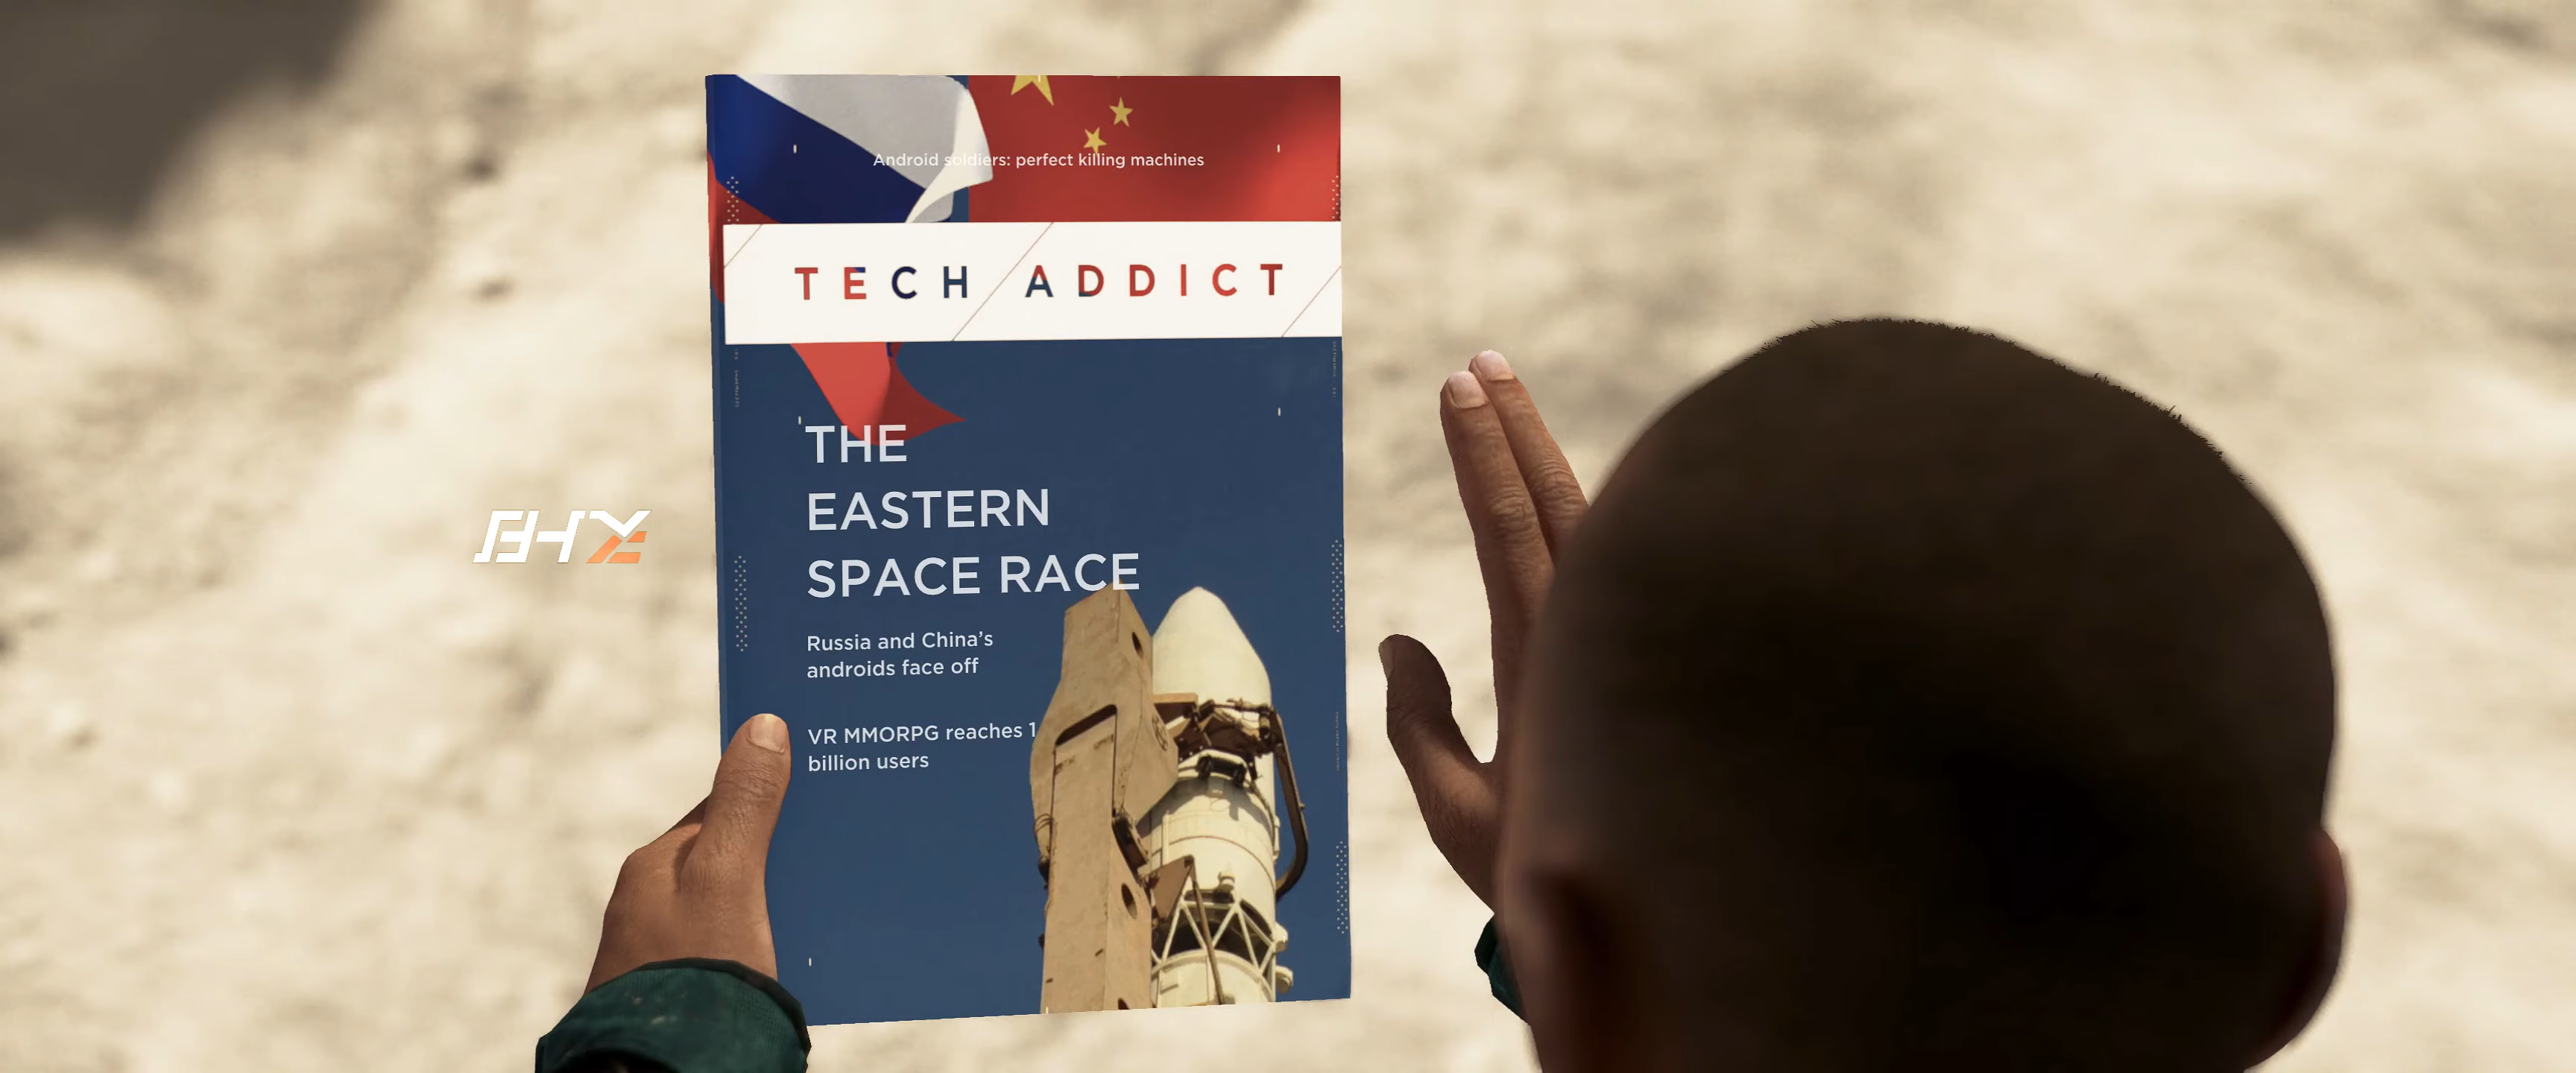 Android soldiers: perfect killing machines
TECH ADDICT
THE
EASTERN
SPACE RACE
Russia and China's
androids face off
VR MMORPG reaches 1
billion users